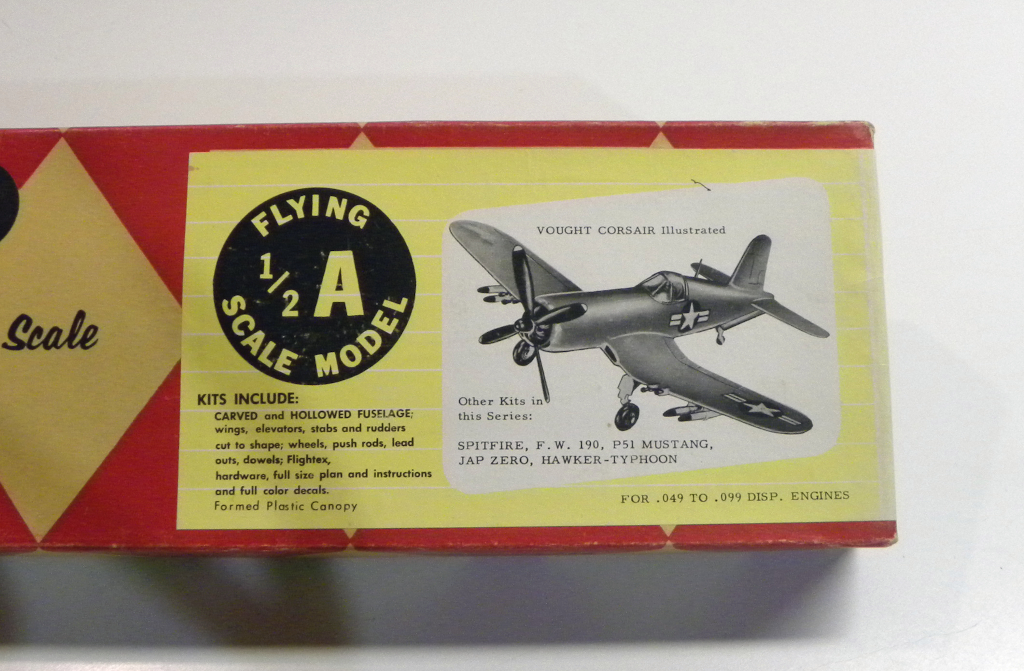 Scale
FLYING
1/2 A
SCALE MODEL
KITS INCLUDE:
CARVED and HOLLOWED FUSELAGE;
wings, elevators, stabs and rudders
cut to shape; wheels, push rods, lead
outs, dowels; Flightex,
hardware, full size plan and instructions
and full color decals.
Formed Plastic Canopy
VOUGHT CORSAIR Illustrated
Other Kits in
this Series:
SPITFIRE, F.W. 190, P51 MUSTANG,
JAP ZERO, HAWKER-TYPHOON
FOR .049 TO .099 DISP. ENGINES